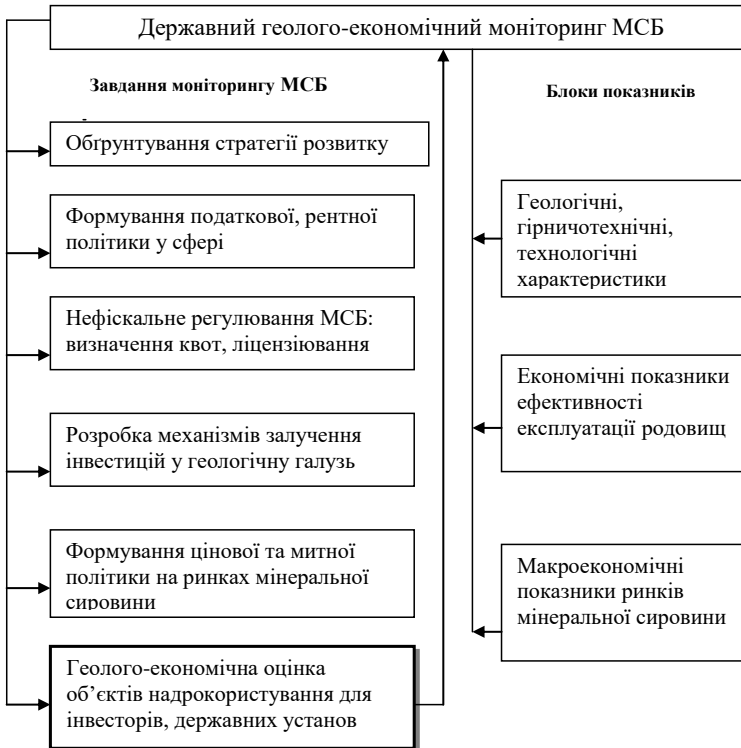 Державний геолого-економічний моніторинг МСБ
Завдання моніторингу МСБ
Обґрунтування стратегії розвитку
Формування податкової, рентної
політики у сфері
Нефіскальне регулювання МСБ:
визначення квот, ліцензіювання
Розробка механізмів залучення
інвестицій у геологічну галузь
Формування цінової та митної
політики на ринках мінеральної
сировини
Геолого-економічна оцінка
об’єктів надрокористування для
інвесторів, державних установ
Блоки показників
Геологічні,
гірничотехнічні,
технологічні
характеристики
Економічні показники
ефективності
експлуатації родовищ
Макроекономічні
показники ринків
мінеральної сировини